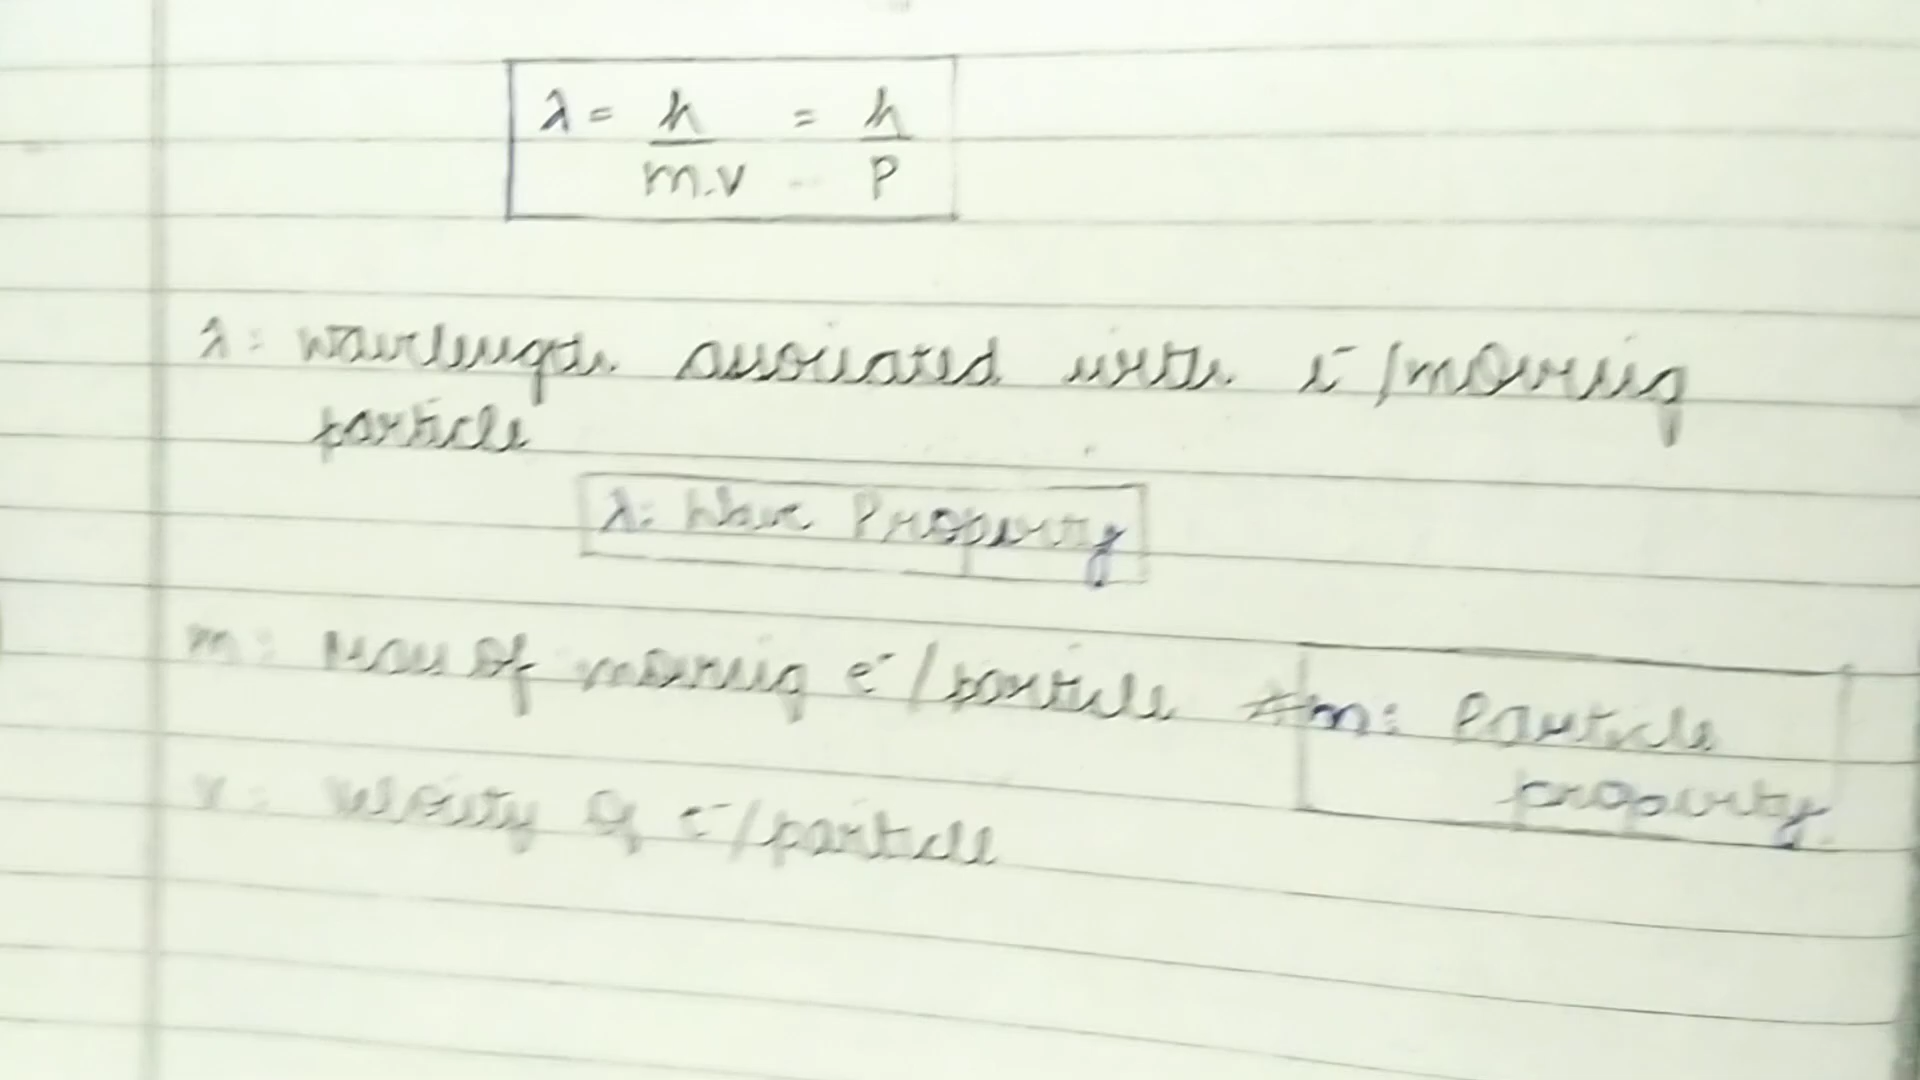 λ = h/m.v = h/p
λ: wavelength associated with e⁻/moving
particle
λ: Wave Property
m: Mass of moving e⁻/particle # m: Particle
property.
v: velocity of e⁻/particle